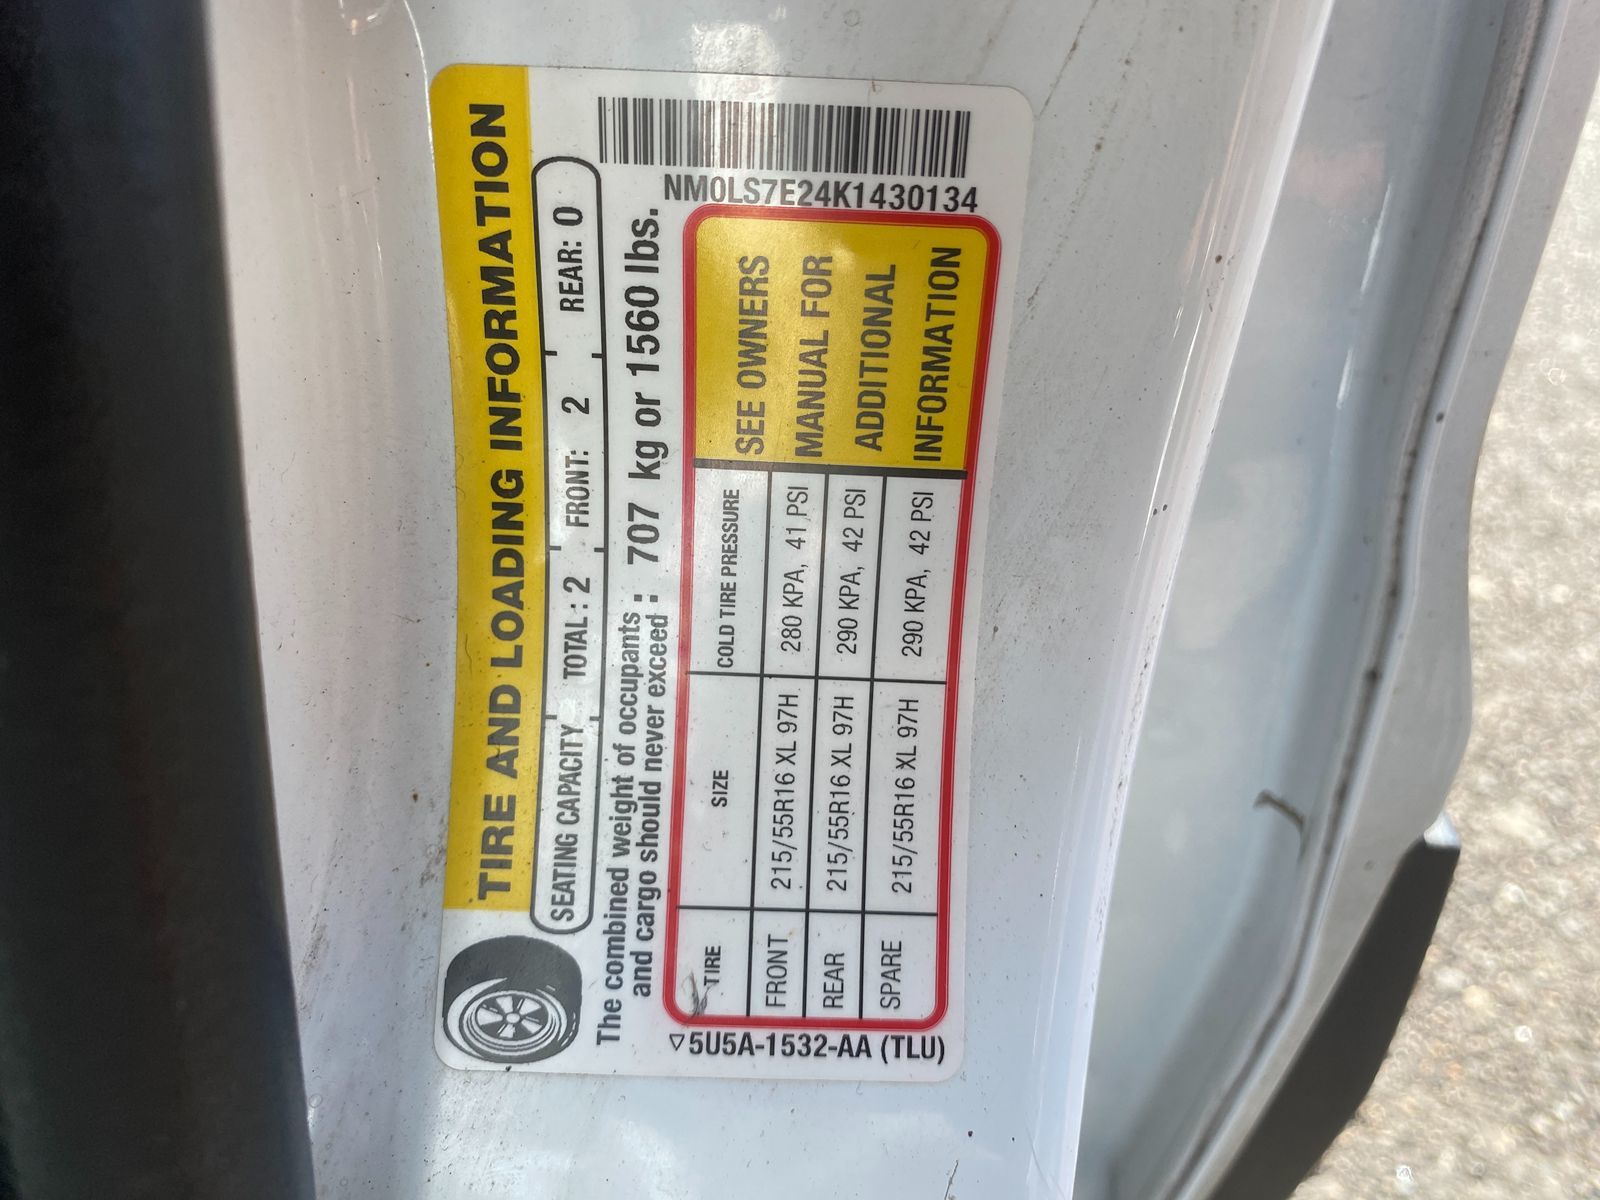 TIRE AND LOADING INFORMATION
SEATING CAPACITY TOTAL : 2 FRONT: 2 REAR: 0
The combined weight of occupants
and cargo should never exceed : 707 kg or 1560 lbs.
NM0LS7E24K1430134
TIRE SIZE COLD TIRE PRESSURE
FRONT 215/55R16 XL 97H 280 KPA, 41 PSI
REAR 215/55R16 XL 97H 290 KPA, 42 PSI
SPARE 215/55R16 XL 97H 290 KPA, 42 PSI
SEE OWNERS
MANUAL FOR
ADDITIONAL
INFORMATION
5U5A-1532-AA (TLU)